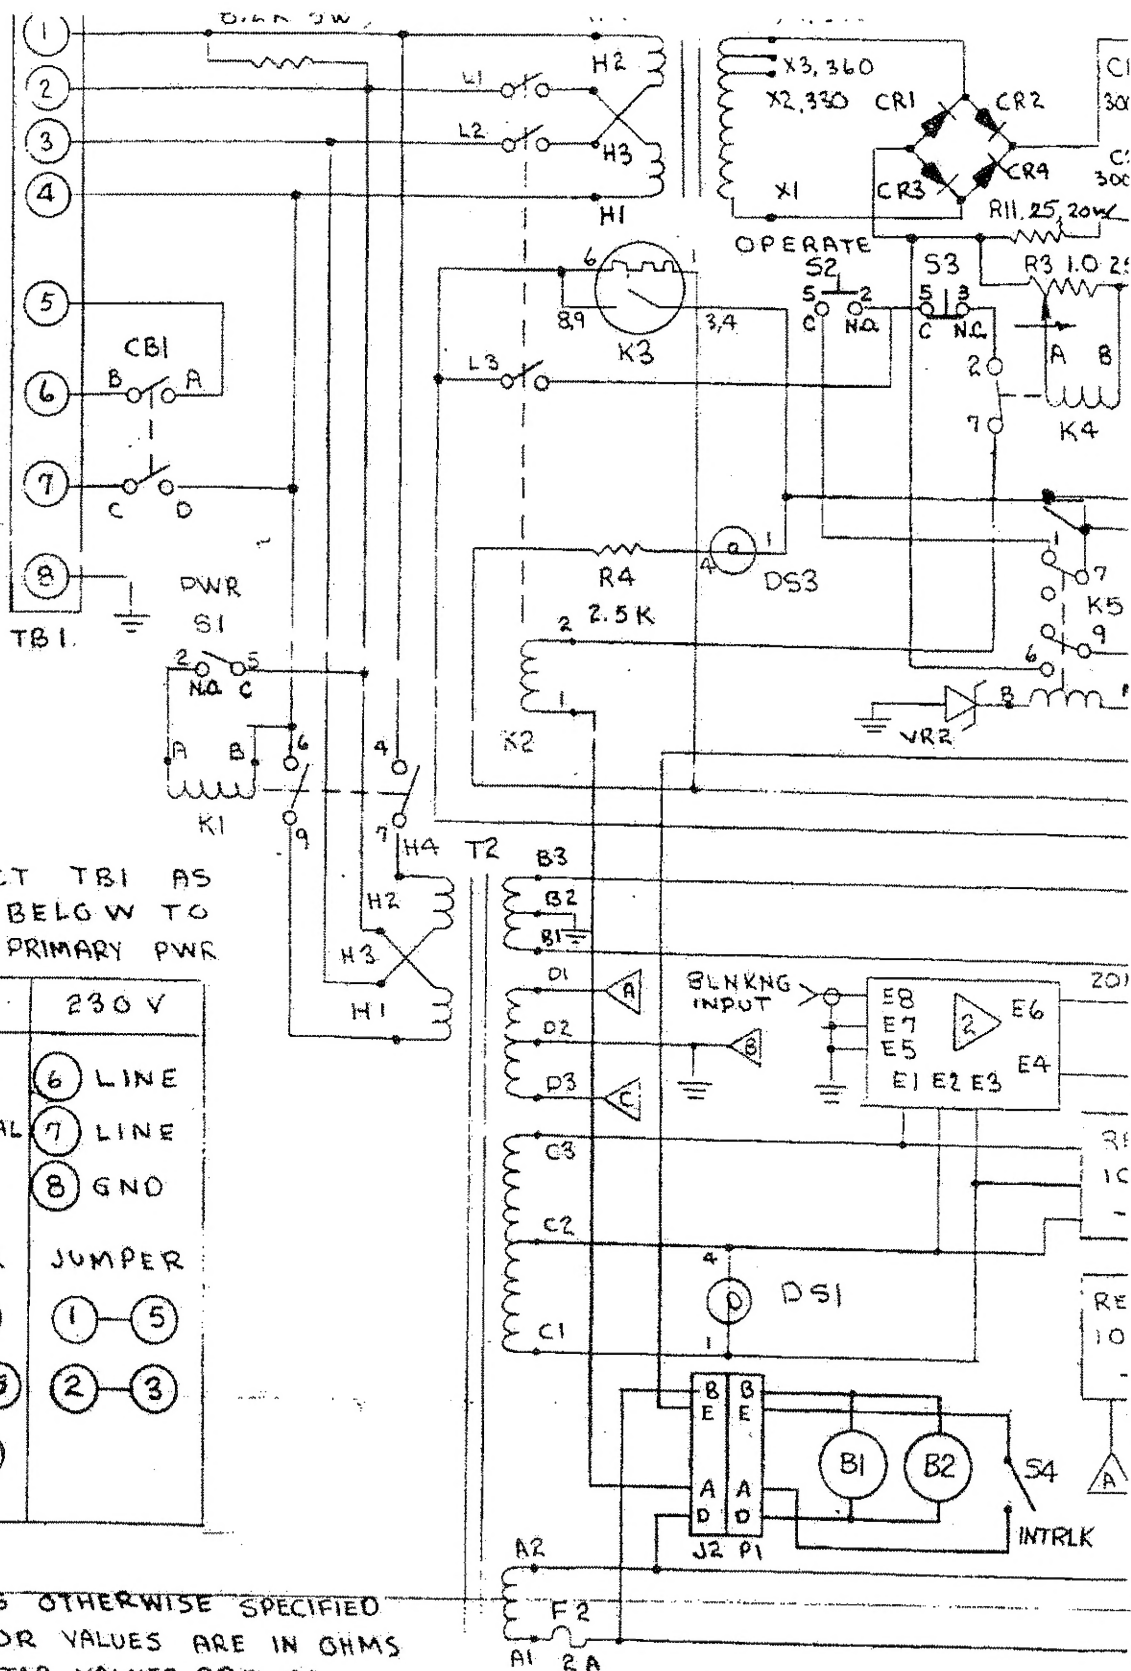 1
2
3
4
5
6
7
8
TB1.
CB1
B A
C D
PWR
S1
2 5
N.O. C
A B
K1
6 4
9 7
L1
L2
L3
H2
H3
H1
X3, 360
X2, 330
X1
CR1 CR2
CR3 CR4
R11, 25, 20W
OPERATE
S2
5 2
C N.O.
S3
5 3
C N.C.
R3 1.0
A B
K4
2
7
6
8,9 3,4
K3
R4
2.5K
4 1
DS3
2
1
K2
1
7
K5
9
6
B
VR2
H4 T2
H2
H3
H1
B3
B2
B1
D1 A
D2 B
D3 C
C3
C2
C1
BLNKNG
INPUT
E8
E7
E5
2
E6
E4
E1 E2 E3
4
DS1
1
B B
E E
A A
D D
J2 P1
B1 B2
S4
INTRLK
A
A2
A1
F2
2A
TB1 AS
BELOW TO
PRIMARY PWR
230V
6 LINE
7 LINE
8 GND
JUMPER
1 5
2 3
OTHERWISE SPECIFIED
VALUES ARE IN OHMS